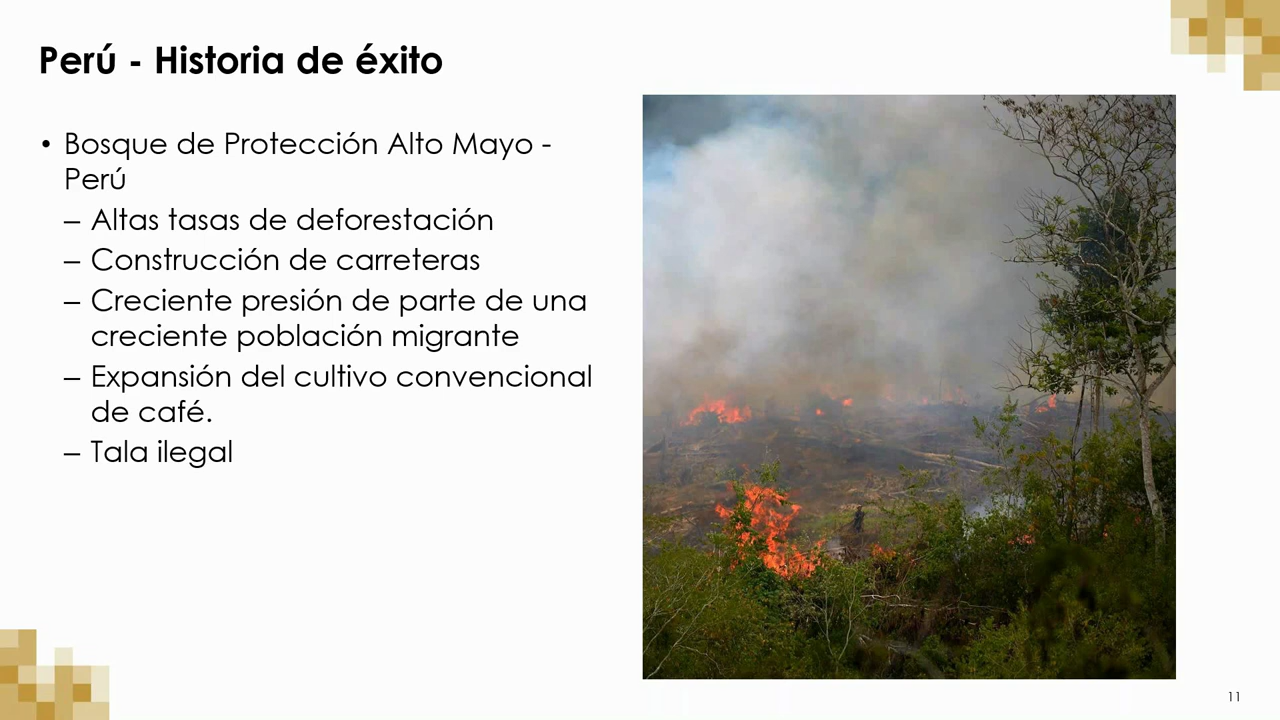 Perú - Historia de éxito
• Bosque de Protección Alto Mayo -
Perú
– Altas tasas de deforestación
– Construcción de carreteras
– Creciente presión de parte de una
creciente población migrante
– Expansión del cultivo convencional
de café.
– Tala ilegal
11